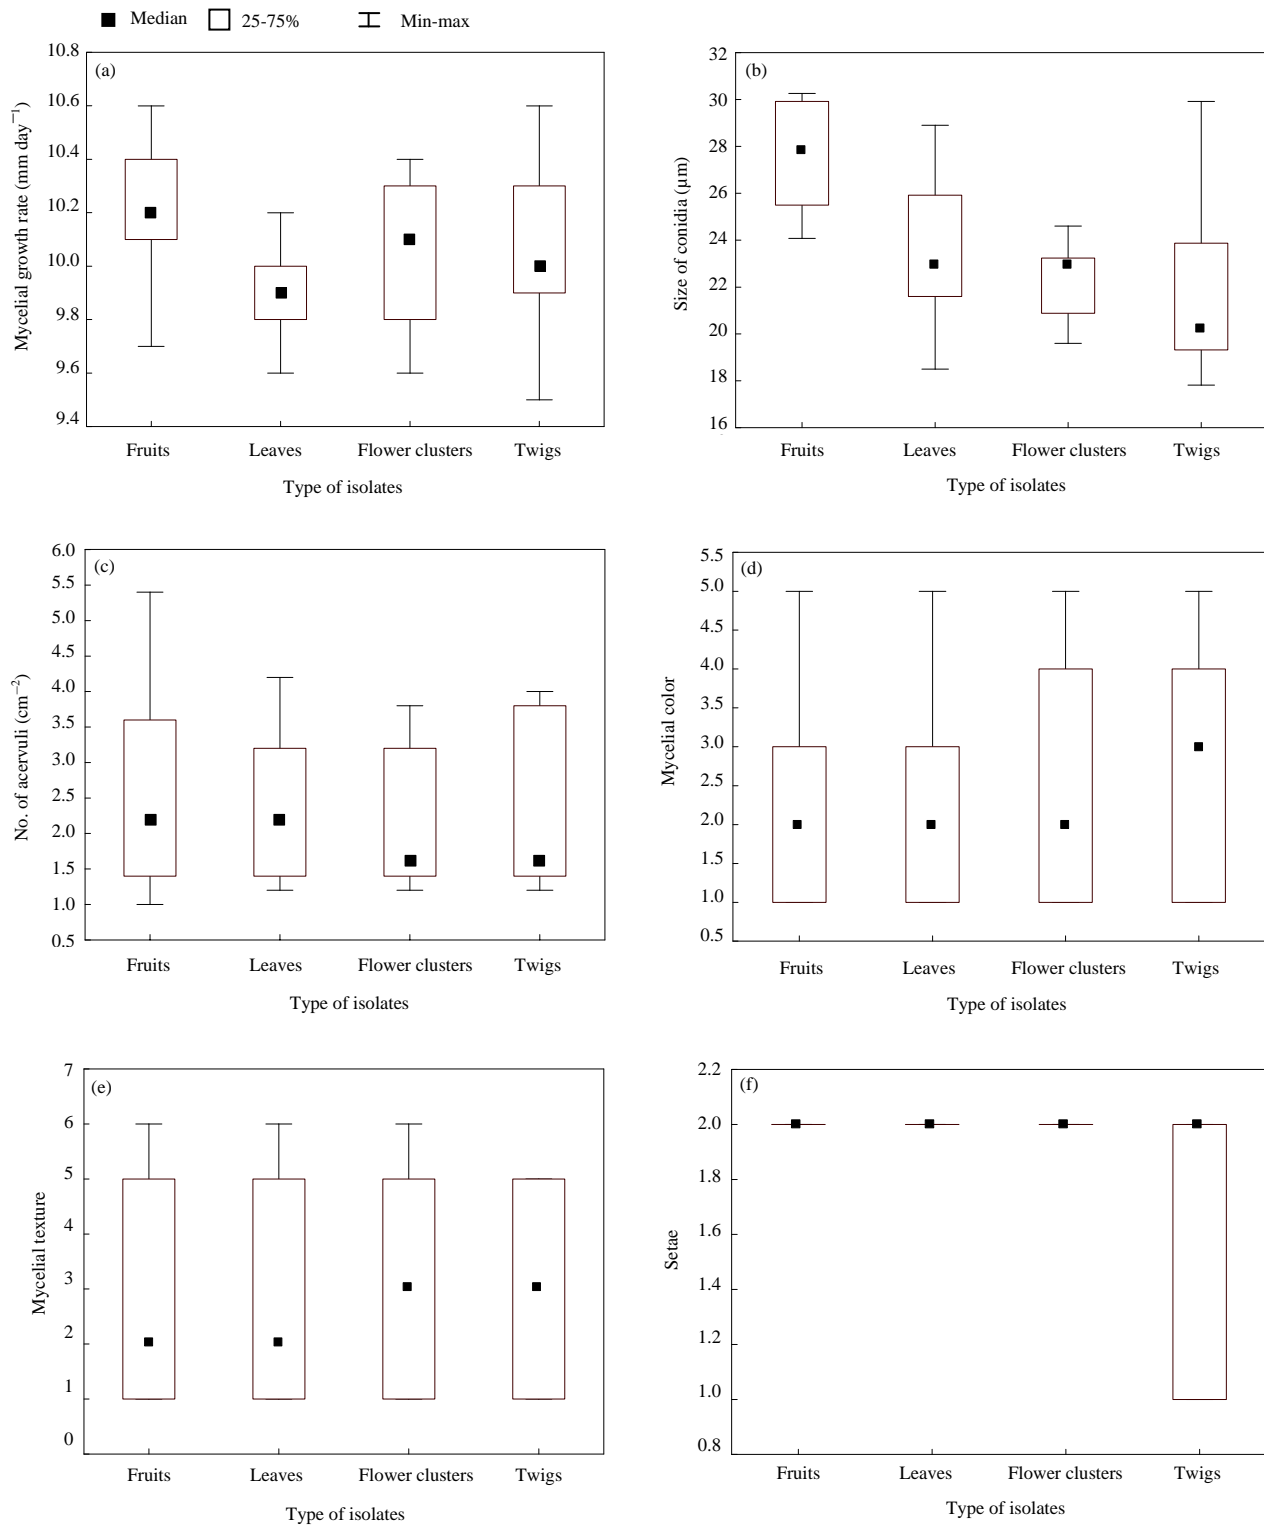 Median 25-75% Min-max
(a)
Mycelial growth rate (mm day⁻¹)
10.8
10.6
10.4
10.2
10.0
9.8
9.6
9.4
Fruits Leaves Flower clusters Twigs
Type of isolates
(b)
Size of conidia (µm)
32
30
28
26
24
22
20
18
16
Fruits Leaves Flower clusters Twigs
Type of isolates
(c)
No. of acervuli (cm⁻²)
6.0
5.5
5.0
4.5
4.0
3.5
3.0
2.5
2.0
1.5
1.0
0.5
Fruits Leaves Flower clusters Twigs
Type of isolates
(d)
Mycelial color
5.5
5.0
4.5
4.0
3.5
3.0
2.5
2.0
1.5
1.0
0.5
Fruits Leaves Flower clusters Twigs
Type of isolates
(e)
Mycelial texture
7
6
5
4
3
2
1
0
Fruits Leaves Flower clusters Twigs
Type of isolates
(f)
Setae
2.2
2.0
1.8
1.6
1.4
1.2
1.0
0.8
Fruits Leaves Flower clusters Twigs
Type of isolates